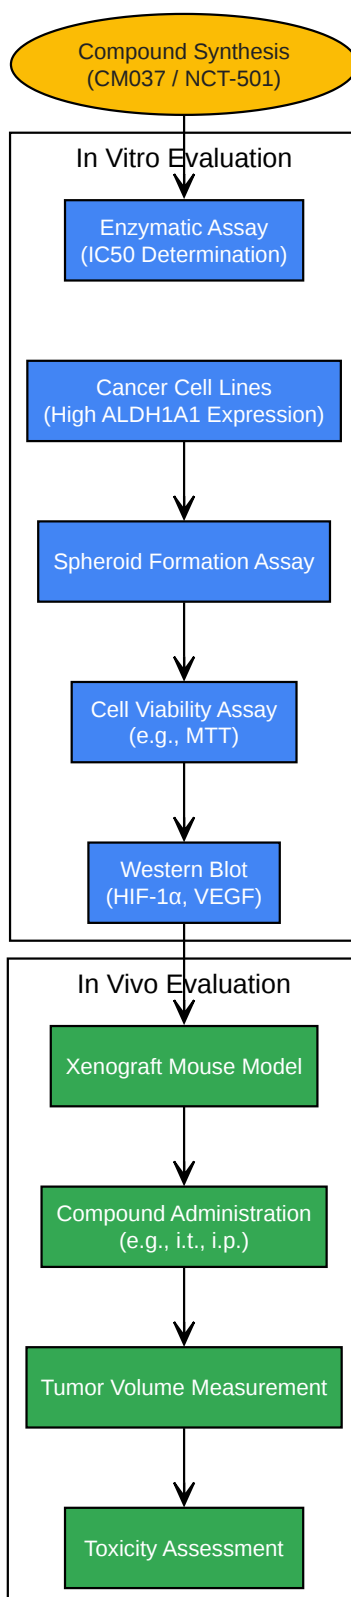 Compound Synthesis
(CM037 / NCT-501)
In Vitro Evaluation
Enzymatic Assay
(IC50 Determination)
Cancer Cell Lines
(High ALDH1A1 Expression)
Spheroid Formation Assay
Cell Viability Assay
(e.g., MTT)
Western Blot
(HIF-1α, VEGF)
In Vivo Evaluation
Xenograft Mouse Model
Compound Administration
(e.g., i.t., i.p.)
Tumor Volume Measurement
Toxicity Assessment